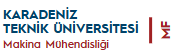 KARADENİZ
TEKNİK ÜNİVERSİTESİ
Makina Mühendisliği
MF